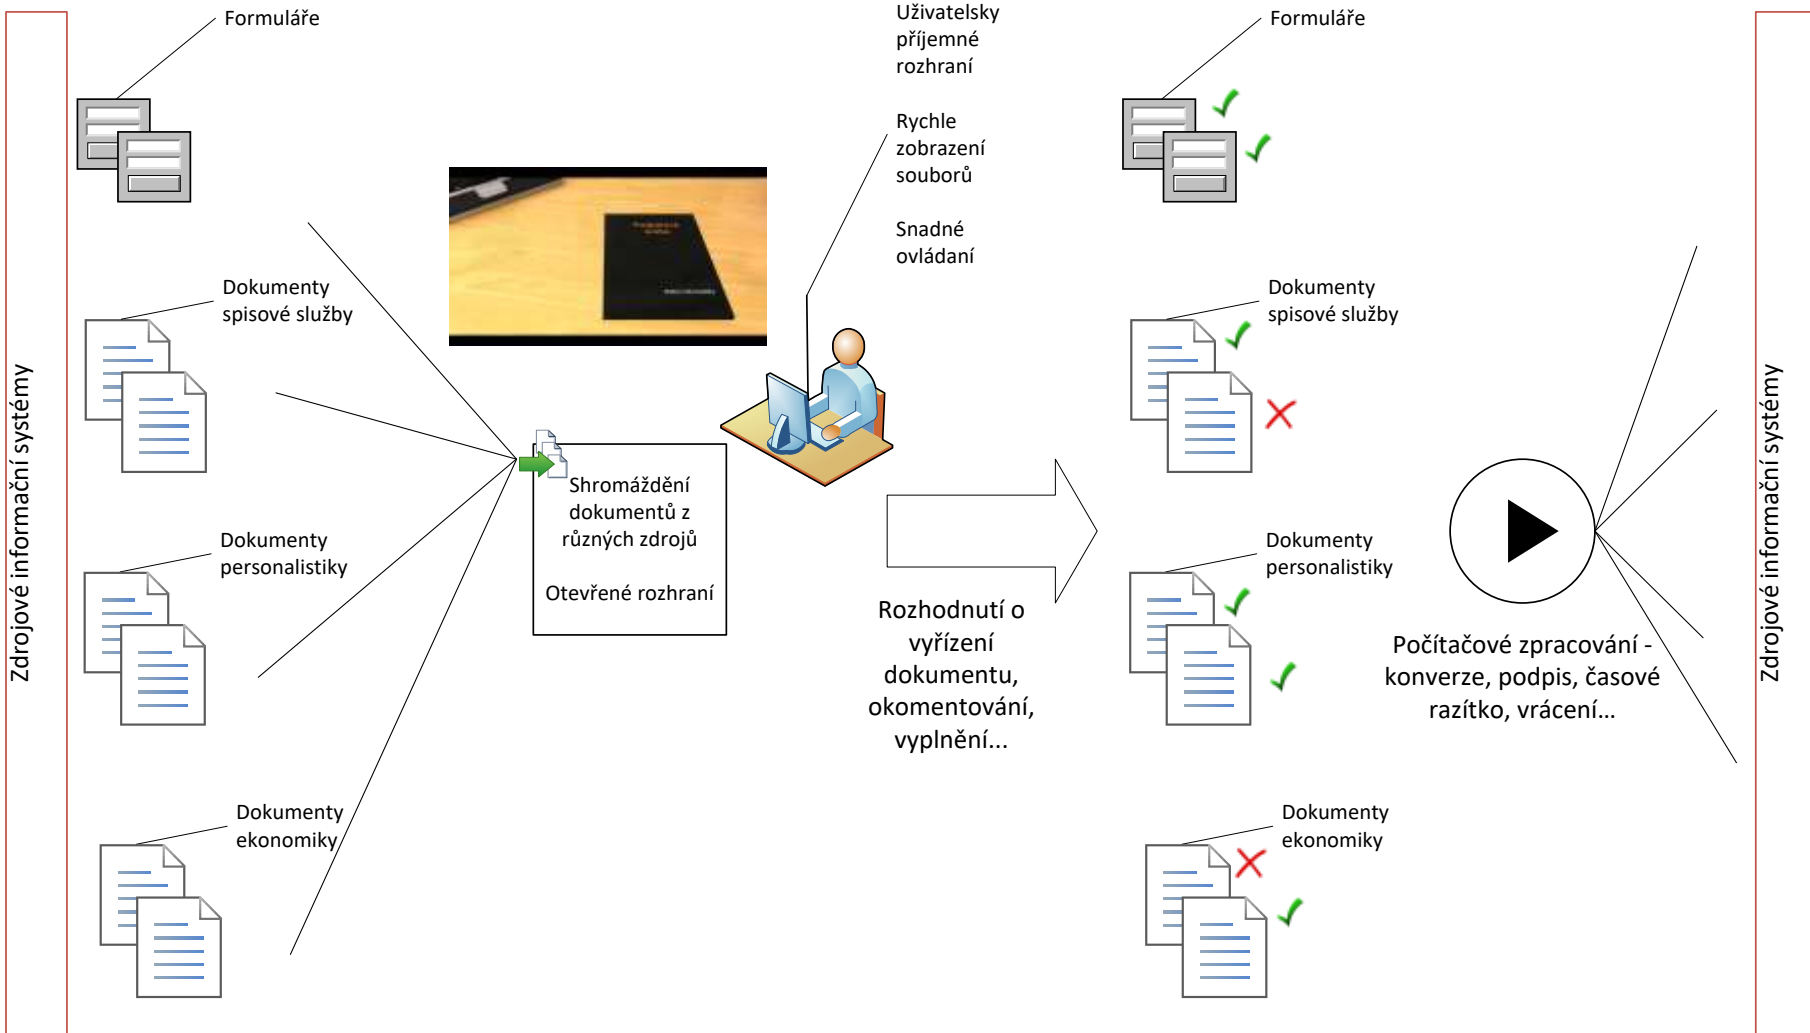 Zdrojové informační systémy
Formuláře
Dokumenty
spisové služby
Dokumenty
personalistiky
Dokumenty
ekonomiky
Shromáždění
dokumentů z
různých zdrojů
Otevřené rozhraní
Uživatelsky
příjemné
rozhraní
Rychle
zobrazení
souborů
Snadné
ovládaní
Rozhodnutí o
vyřízení
dokumentu,
okomentování,
vyplnění...
Formuláře
Dokumenty
spisové služby
Dokumenty
personalistiky
Dokumenty
ekonomiky
Počítačové zpracování -
konverze, podpis, časové
razítko, vrácení...
Zdrojové informační systémy